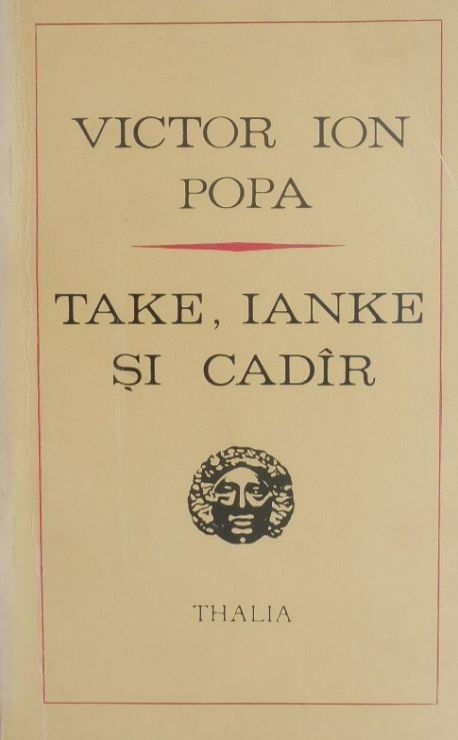 VICTOR ION
POPA
TAKE, IANKE
ȘI CADÎR
THALIA